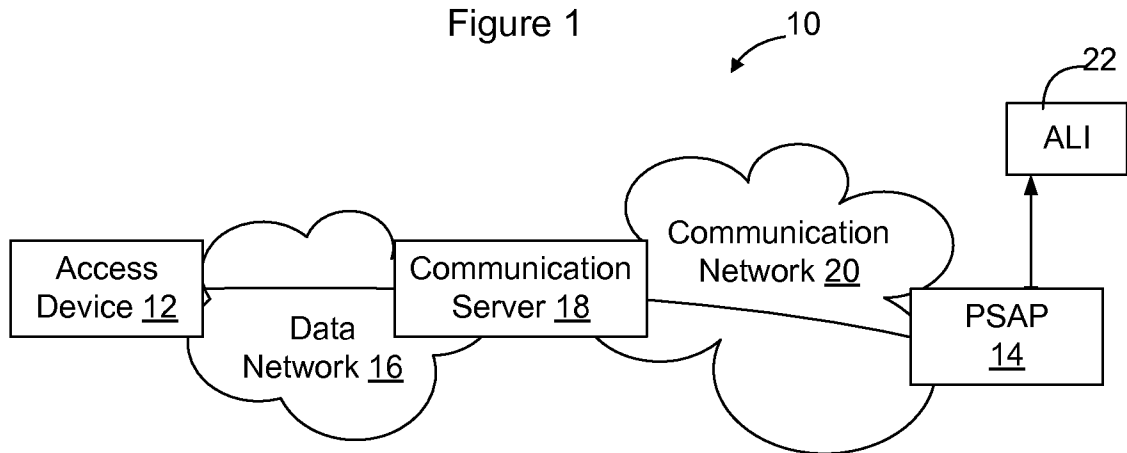 Figure 1
10
22
ALI
Communication
Network 20
Access
Device 12
Communication
Server 18
Data
Network 16
PSAP
14